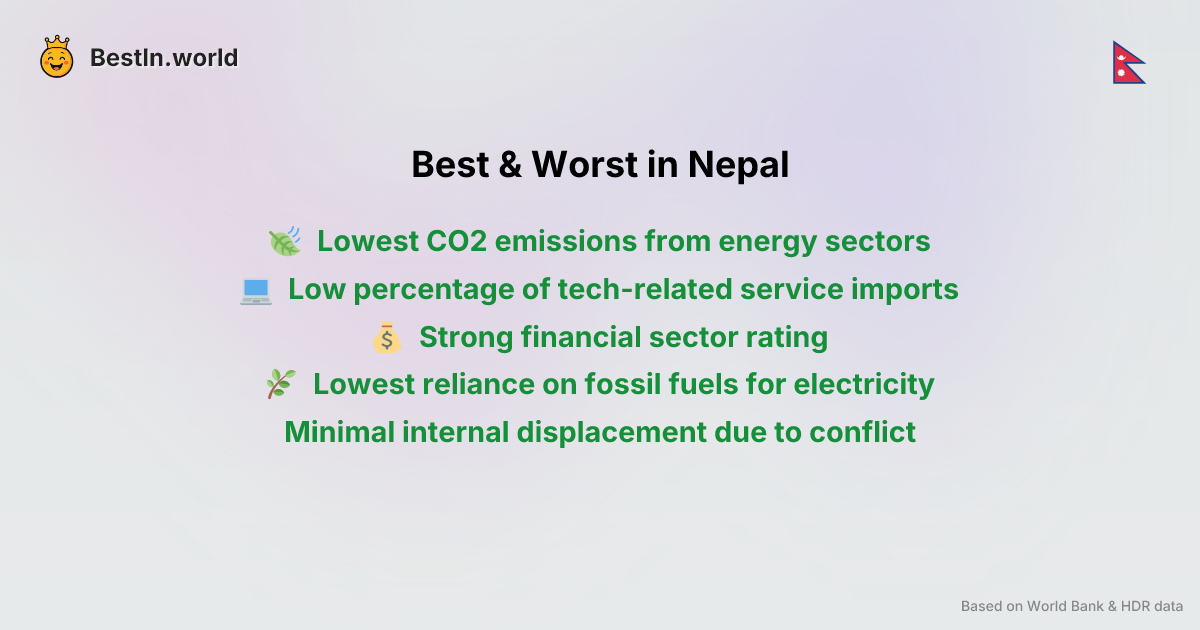 BestIn.world
Best & Worst in Nepal
Lowest CO2 emissions from energy sectors
Low percentage of tech-related service imports
Strong financial sector rating
Lowest reliance on fossil fuels for electricity
Minimal internal displacement due to conflict
Based on World Bank & HDR data